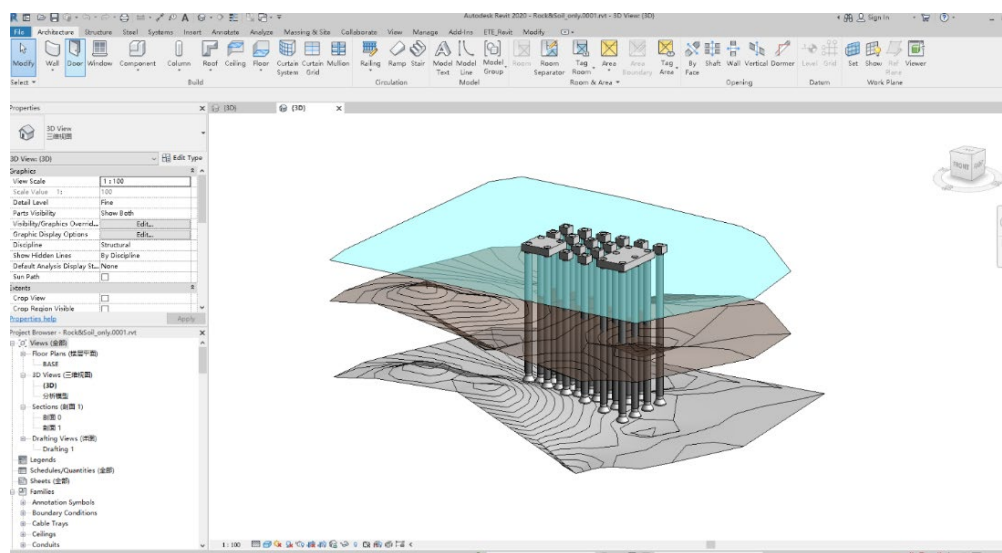 Autodesk Revit 2020 - Rock&Soil_only.0001.rvt - 3D View: {3D}
Sign In
File Architecture Structure Steel Systems Insert Annotate Analyze Massing & Site Collaborate View Manage Add-Ins ETE_Revit Modify
Modify Wall Door Window Component Column Roof Ceiling Floor Curtain System Curtain Grid Mullion Railing Ramp Stair Model Text Model Line Model Group Room Room Separator Tag Room Area Area Boundary Tag Area By Face Shaft Wall Vertical Dormer Level Grid Set Show Ref Plane Viewer
Select Build Circulation Model Room & Area Opening Datum Work Plane
Properties
{3D}
{3D}
3D View
三维视图
3D View: {3D}
Edit Type
Graphics
View Scale 1 : 100
Scale Value 1: 100
Detail Level Fine
Parts Visibility Show Both
Visibility/Graphics Overrid... Edit...
Graphic Display Options Edit...
Discipline Structural
Show Hidden Lines By Discipline
Default Analysis Display St... None
Sun Path
Extents
Crop View
Crop Region Visible
Properties help Apply
Project Browser - Rock&Soil_only.0001.rvt
Views (全部)
Floor Plans (楼层平面)
BASE
3D Views (三维视图)
{3D}
分析模型
Sections (剖面 1)
剖面 0
剖面 1
Drafting Views (详图)
Drafting 1
Legends
Schedules/Quantities (全部)
Sheets (全部)
Families
Annotation Symbols
Boundary Conditions
Cable Trays
Ceilings
Conduits
1 : 100
FRONT